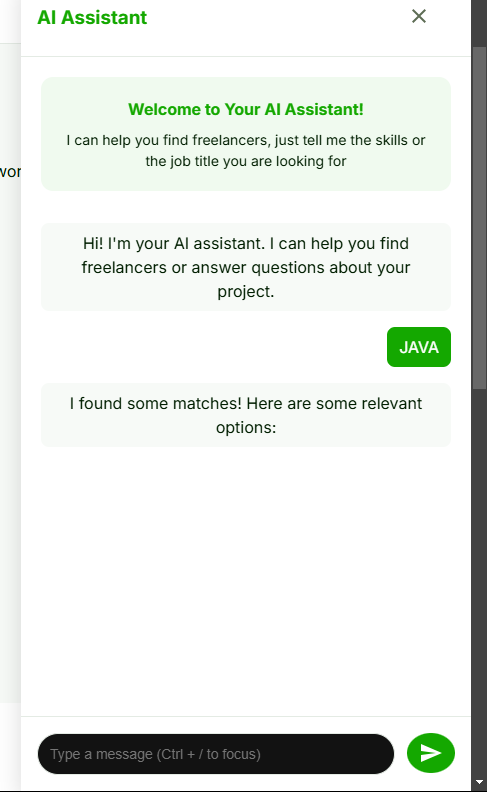 AI Assistant
Welcome to Your AI Assistant!
I can help you find freelancers, just tell me the skills or
the job title you are looking for
Hi! I'm your AI assistant. I can help you find
freelancers or answer questions about your
project.
JAVA
I found some matches! Here are some relevant
options:
Type a message (Ctrl + / to focus)